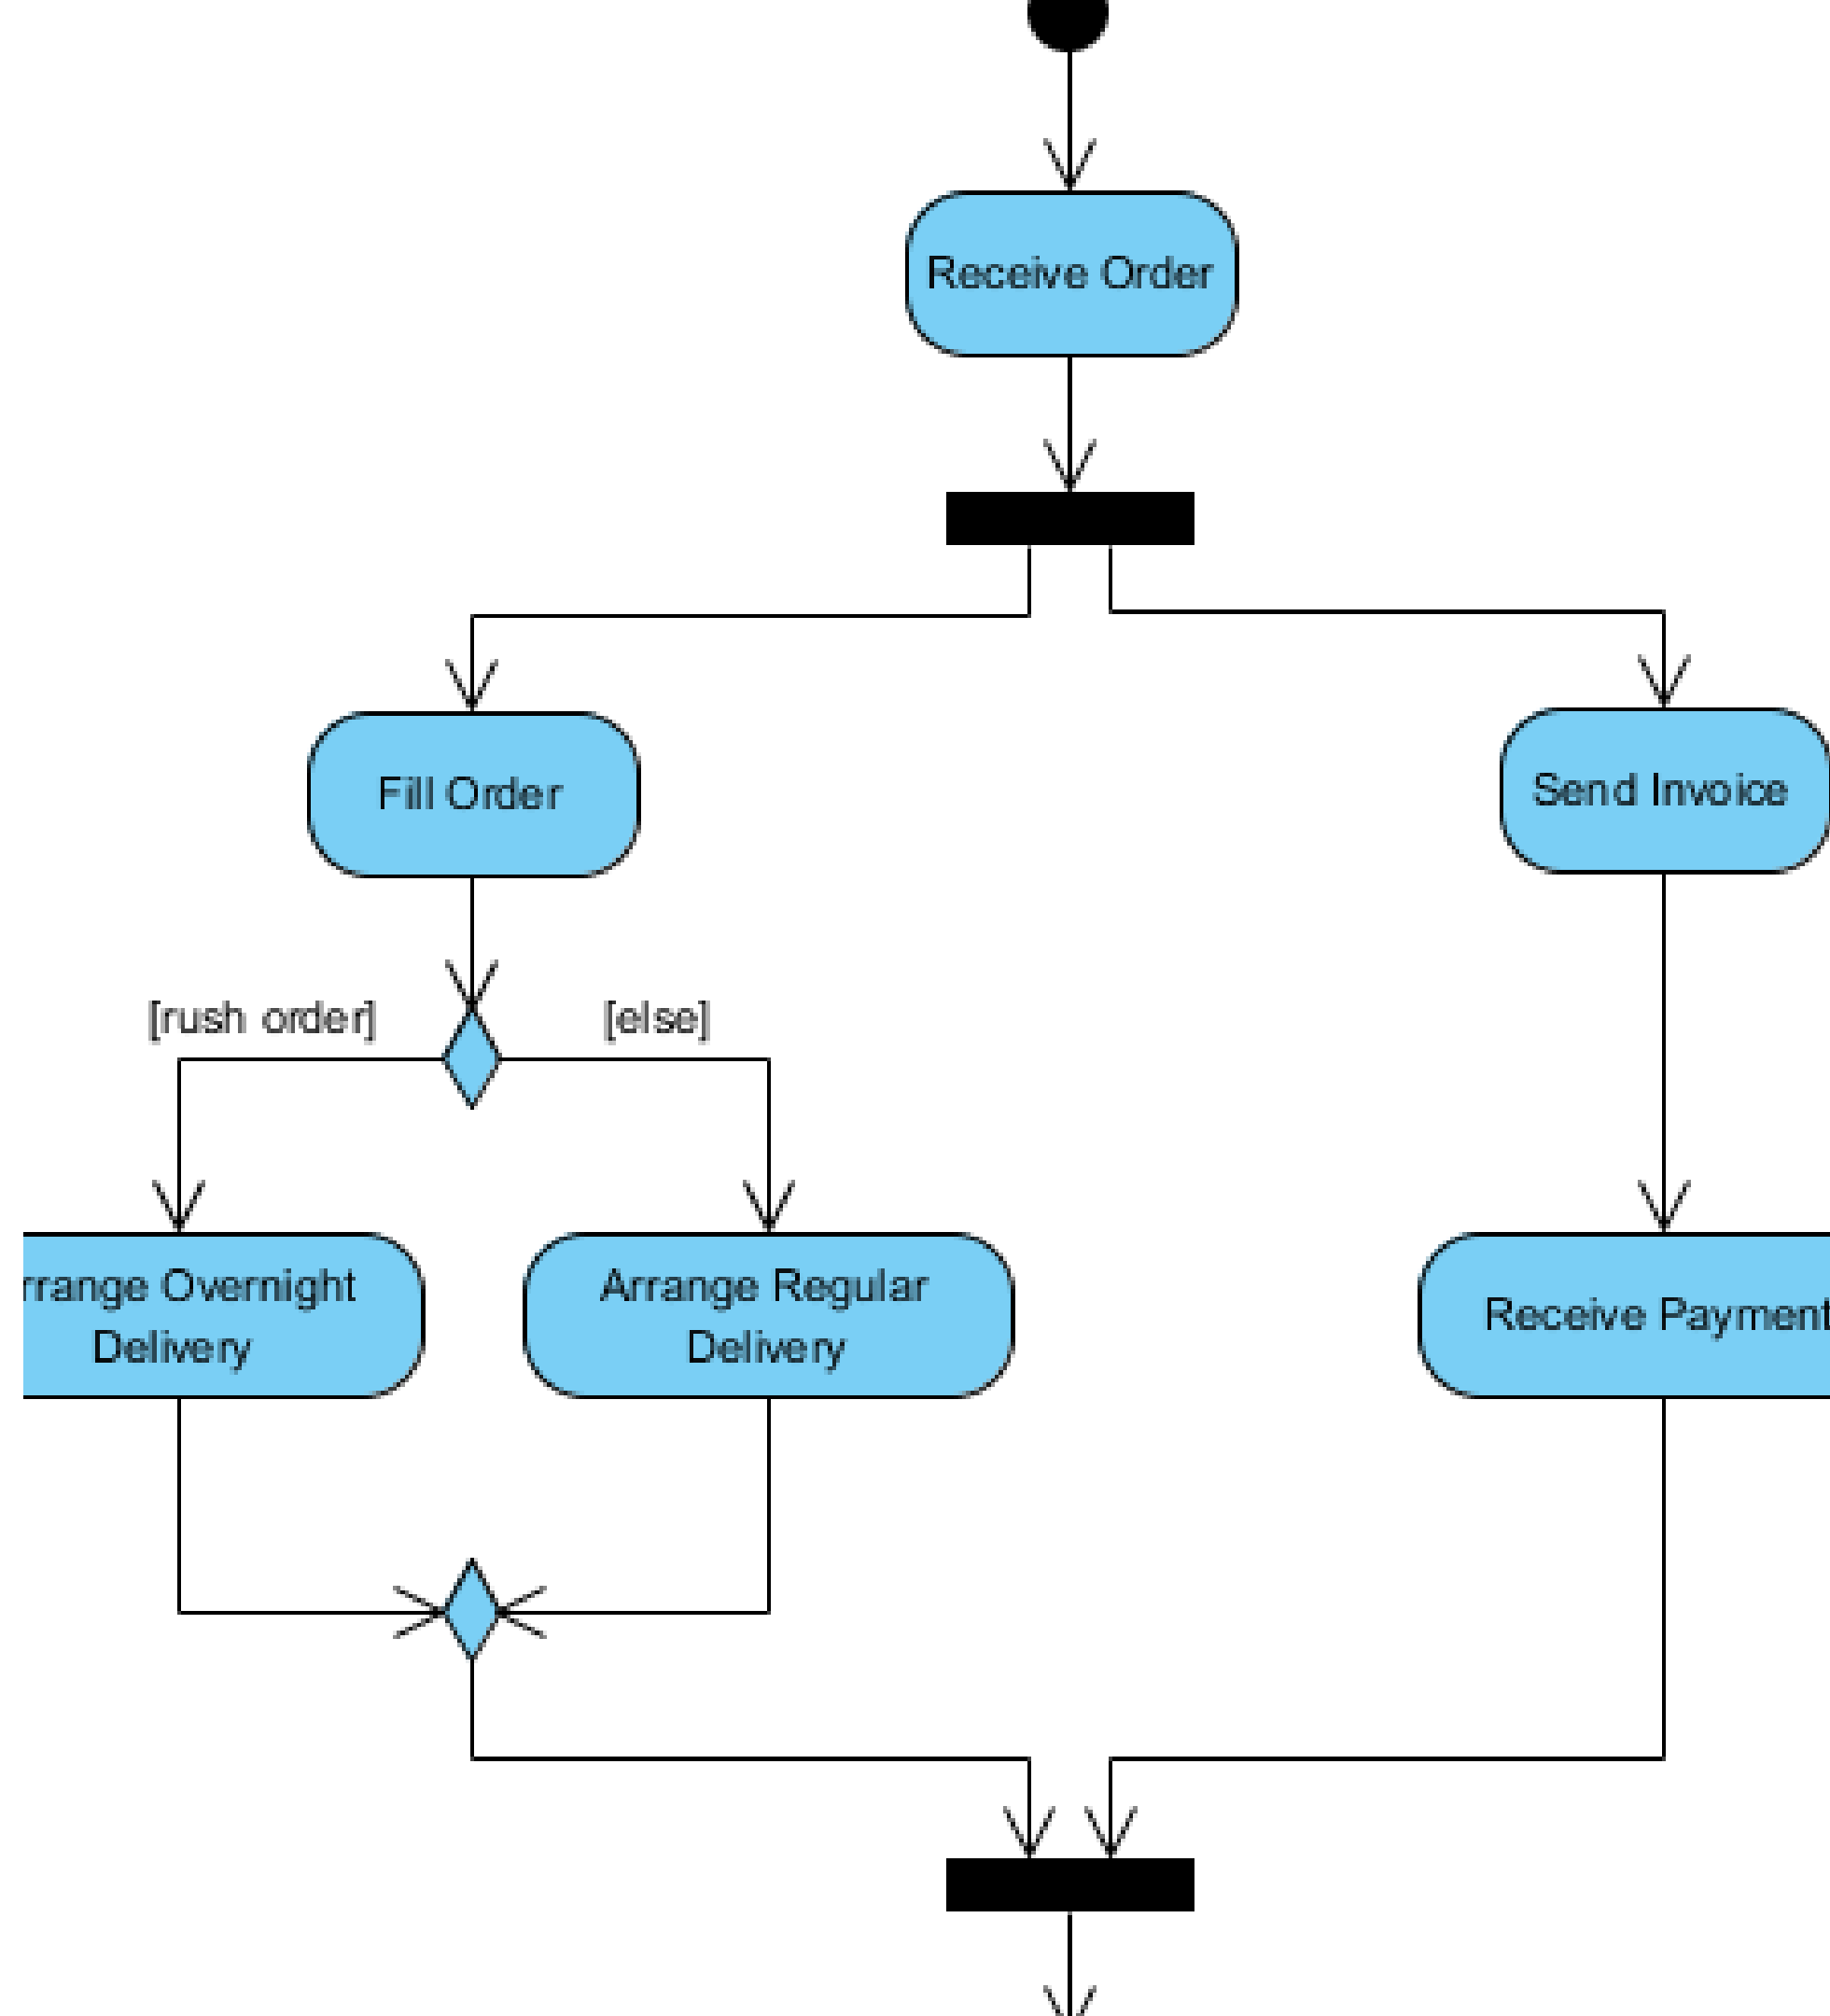 Receive Order
Fill Order
Send Invoice
[rush order]
[else]
rrange Overnight
Delivery
Arrange Regular
Delivery
Receive Payment